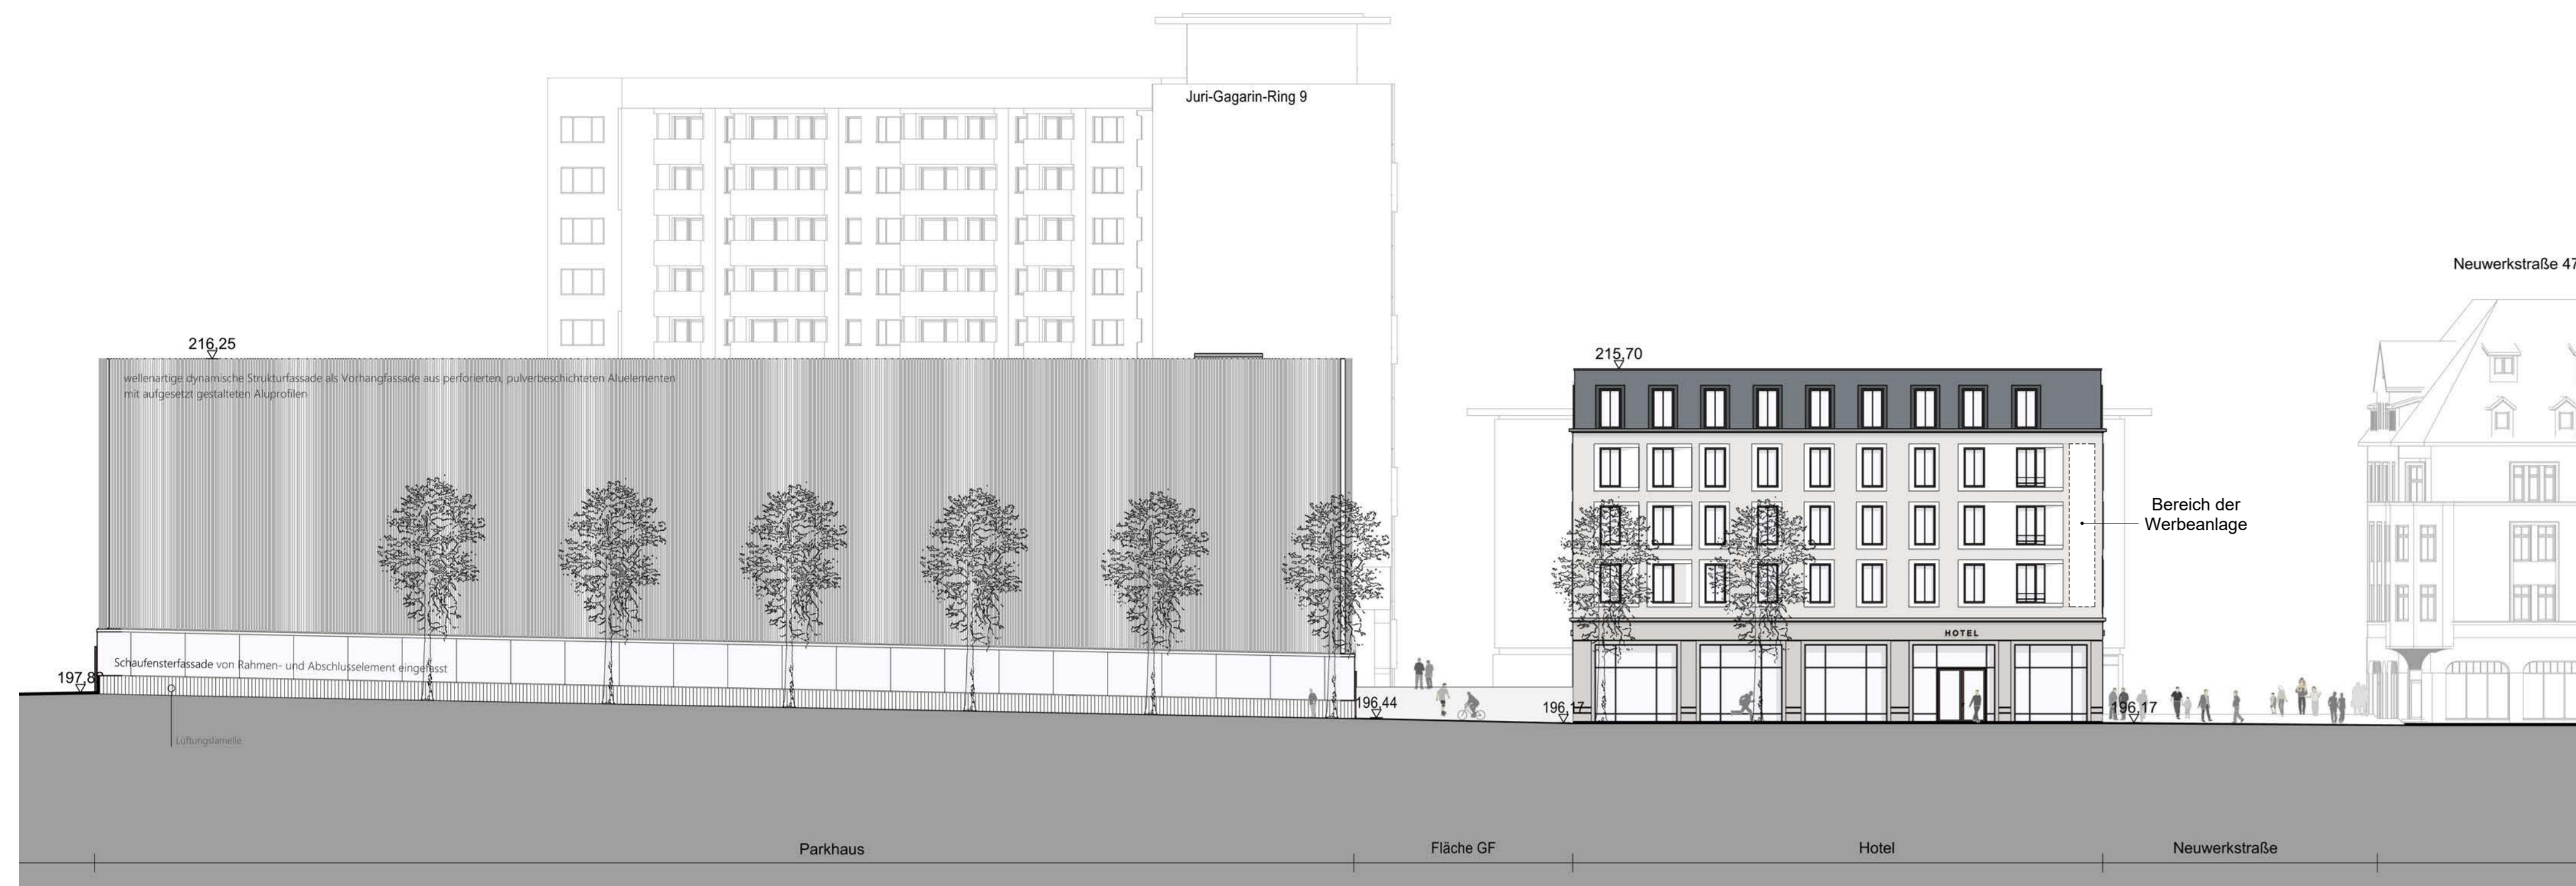 Juri-Gagarin-Ring 9
Neuwerkstraße 47
216,25
215,70
wellenartige dynamische Strukturfassade als Vorhangfassade aus perforierten, pulverbeschichteten Aluelementen
mit aufgesetzt gestalteten Aluprofilen
Bereich der
Werbeanlage
HOTEL
Schaufensterfassade von Rahmen- und Abschlusselement eingefasst
196,44
196,17
196,17
Lüftungslamelle
Parkhaus
Fläche GF
Hotel
Neuwerkstraße